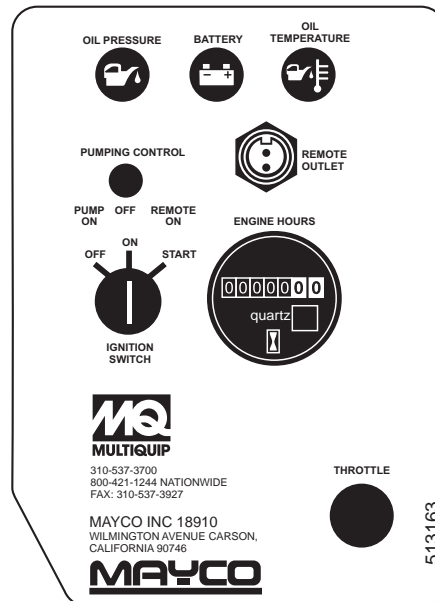 OIL PRESSURE
BATTERY
OIL
TEMPERATURE
PUMPING CONTROL
REMOTE
OUTLET
PUMP
ON
OFF
REMOTE
ON
ENGINE HOURS
OFF
ON
START
0000000
quartz
IGNITION
SWITCH
MQ
MULTIQUIP
310-537-3700
800-421-1244 NATIONWIDE
FAX: 310-537-3927
THROTTLE
MAYCO INC 18910
WILMINGTON AVENUE CARSON,
CALIFORNIA 90746
MAYCO
513163